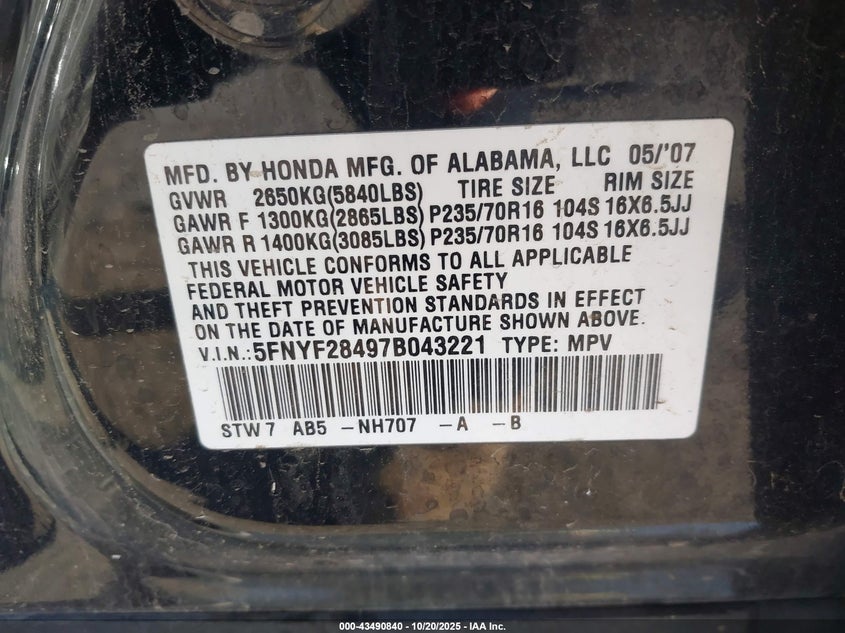 MFD. BY HONDA MFG. OF ALABAMA, LLC 05/'07
GVWR 2650KG(5840LBS) TIRE SIZE RIM SIZE
GAWR F 1300KG(2865LBS) P235/70R16 104S 16X6.5JJ
GAWR R 1400KG(3085LBS) P235/70R16 104S 16X6.5JJ
THIS VEHICLE CONFORMS TO ALL APPLICABLE
FEDERAL MOTOR VEHICLE SAFETY
AND THEFT PREVENTION STANDARDS IN EFFECT
ON THE DATE OF MANUFACTURE SHOWN ABOVE.
V.I.N.:5FNYF28497B043221 TYPE: MPV
STW7 AB5 -NH707 -A -B
000-43490840 - 10/20/2025 - IAA Inc.